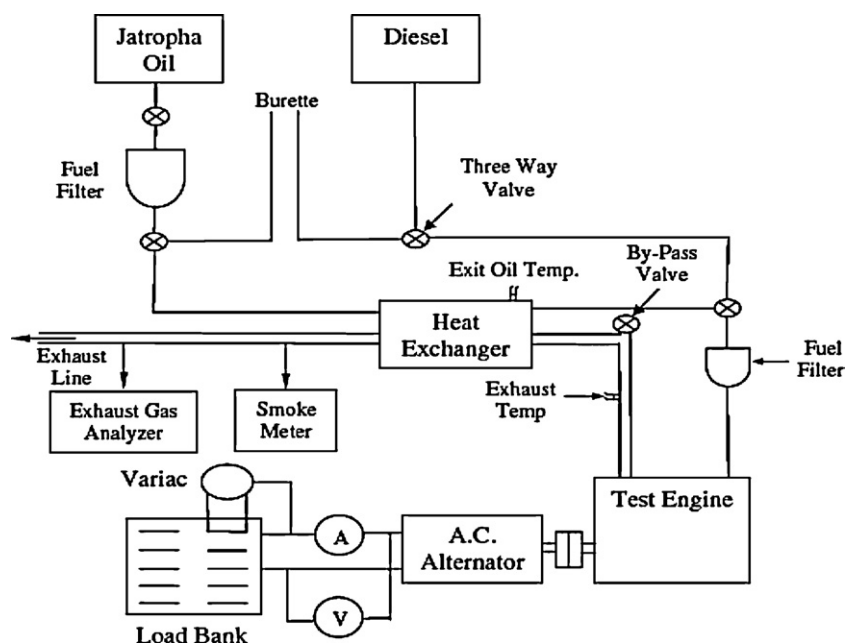 Jatropha
Oil
Diesel
Burette
Fuel
Filter
Three Way
Valve
By-Pass
Valve
Exit Oil Temp.
Heat
Exchanger
Fuel
Filter
Exhaust
Line
Exhaust
Temp
Exhaust Gas
Analyzer
Smoke
Meter
Variac
A
A.C.
Alternator
Test Engine
V
Load Bank